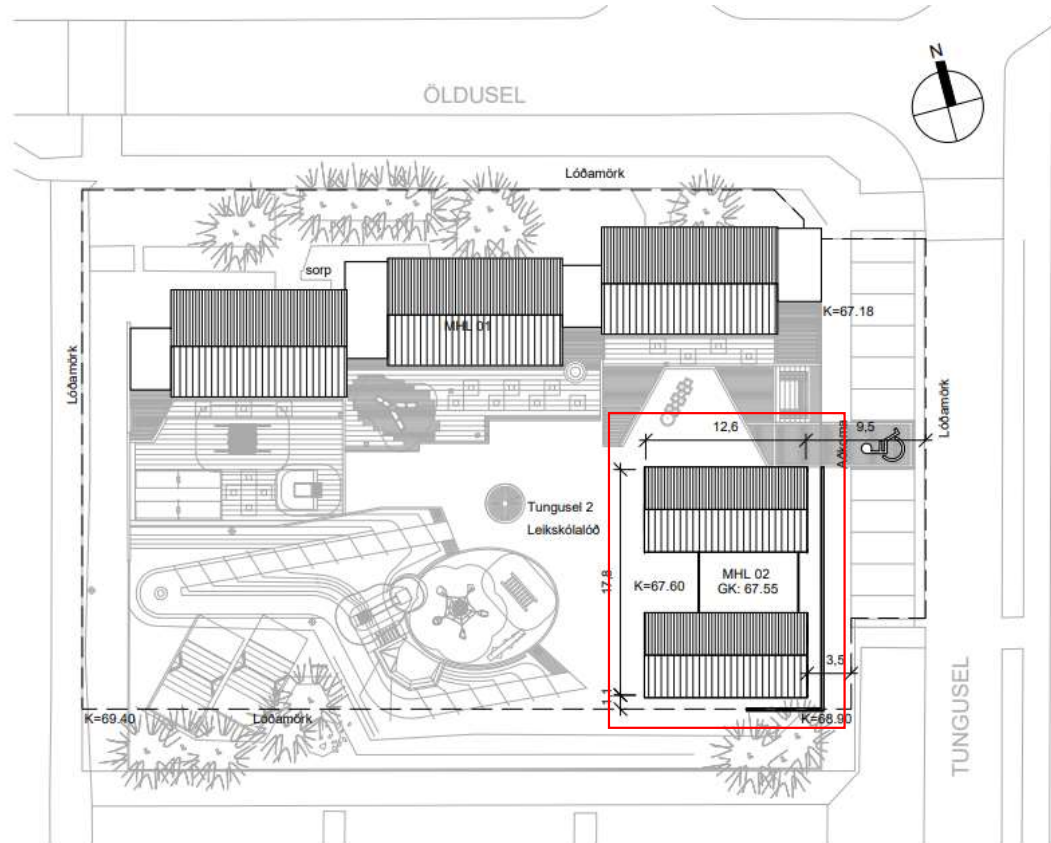 N
ÖLDUSEL
Lóðamörk
sorp
MHL 01
K=67.18
Lóðamörk
Lóðamörk
12,6
9,5
Aðkoma
Tungusel 2
Leikskólalóð
17,8
K=67.60
MHL 02
GK: 67.55
3,5
1,1
K=69.40
Lóðamörk
K=68.90
TUNGUSEL